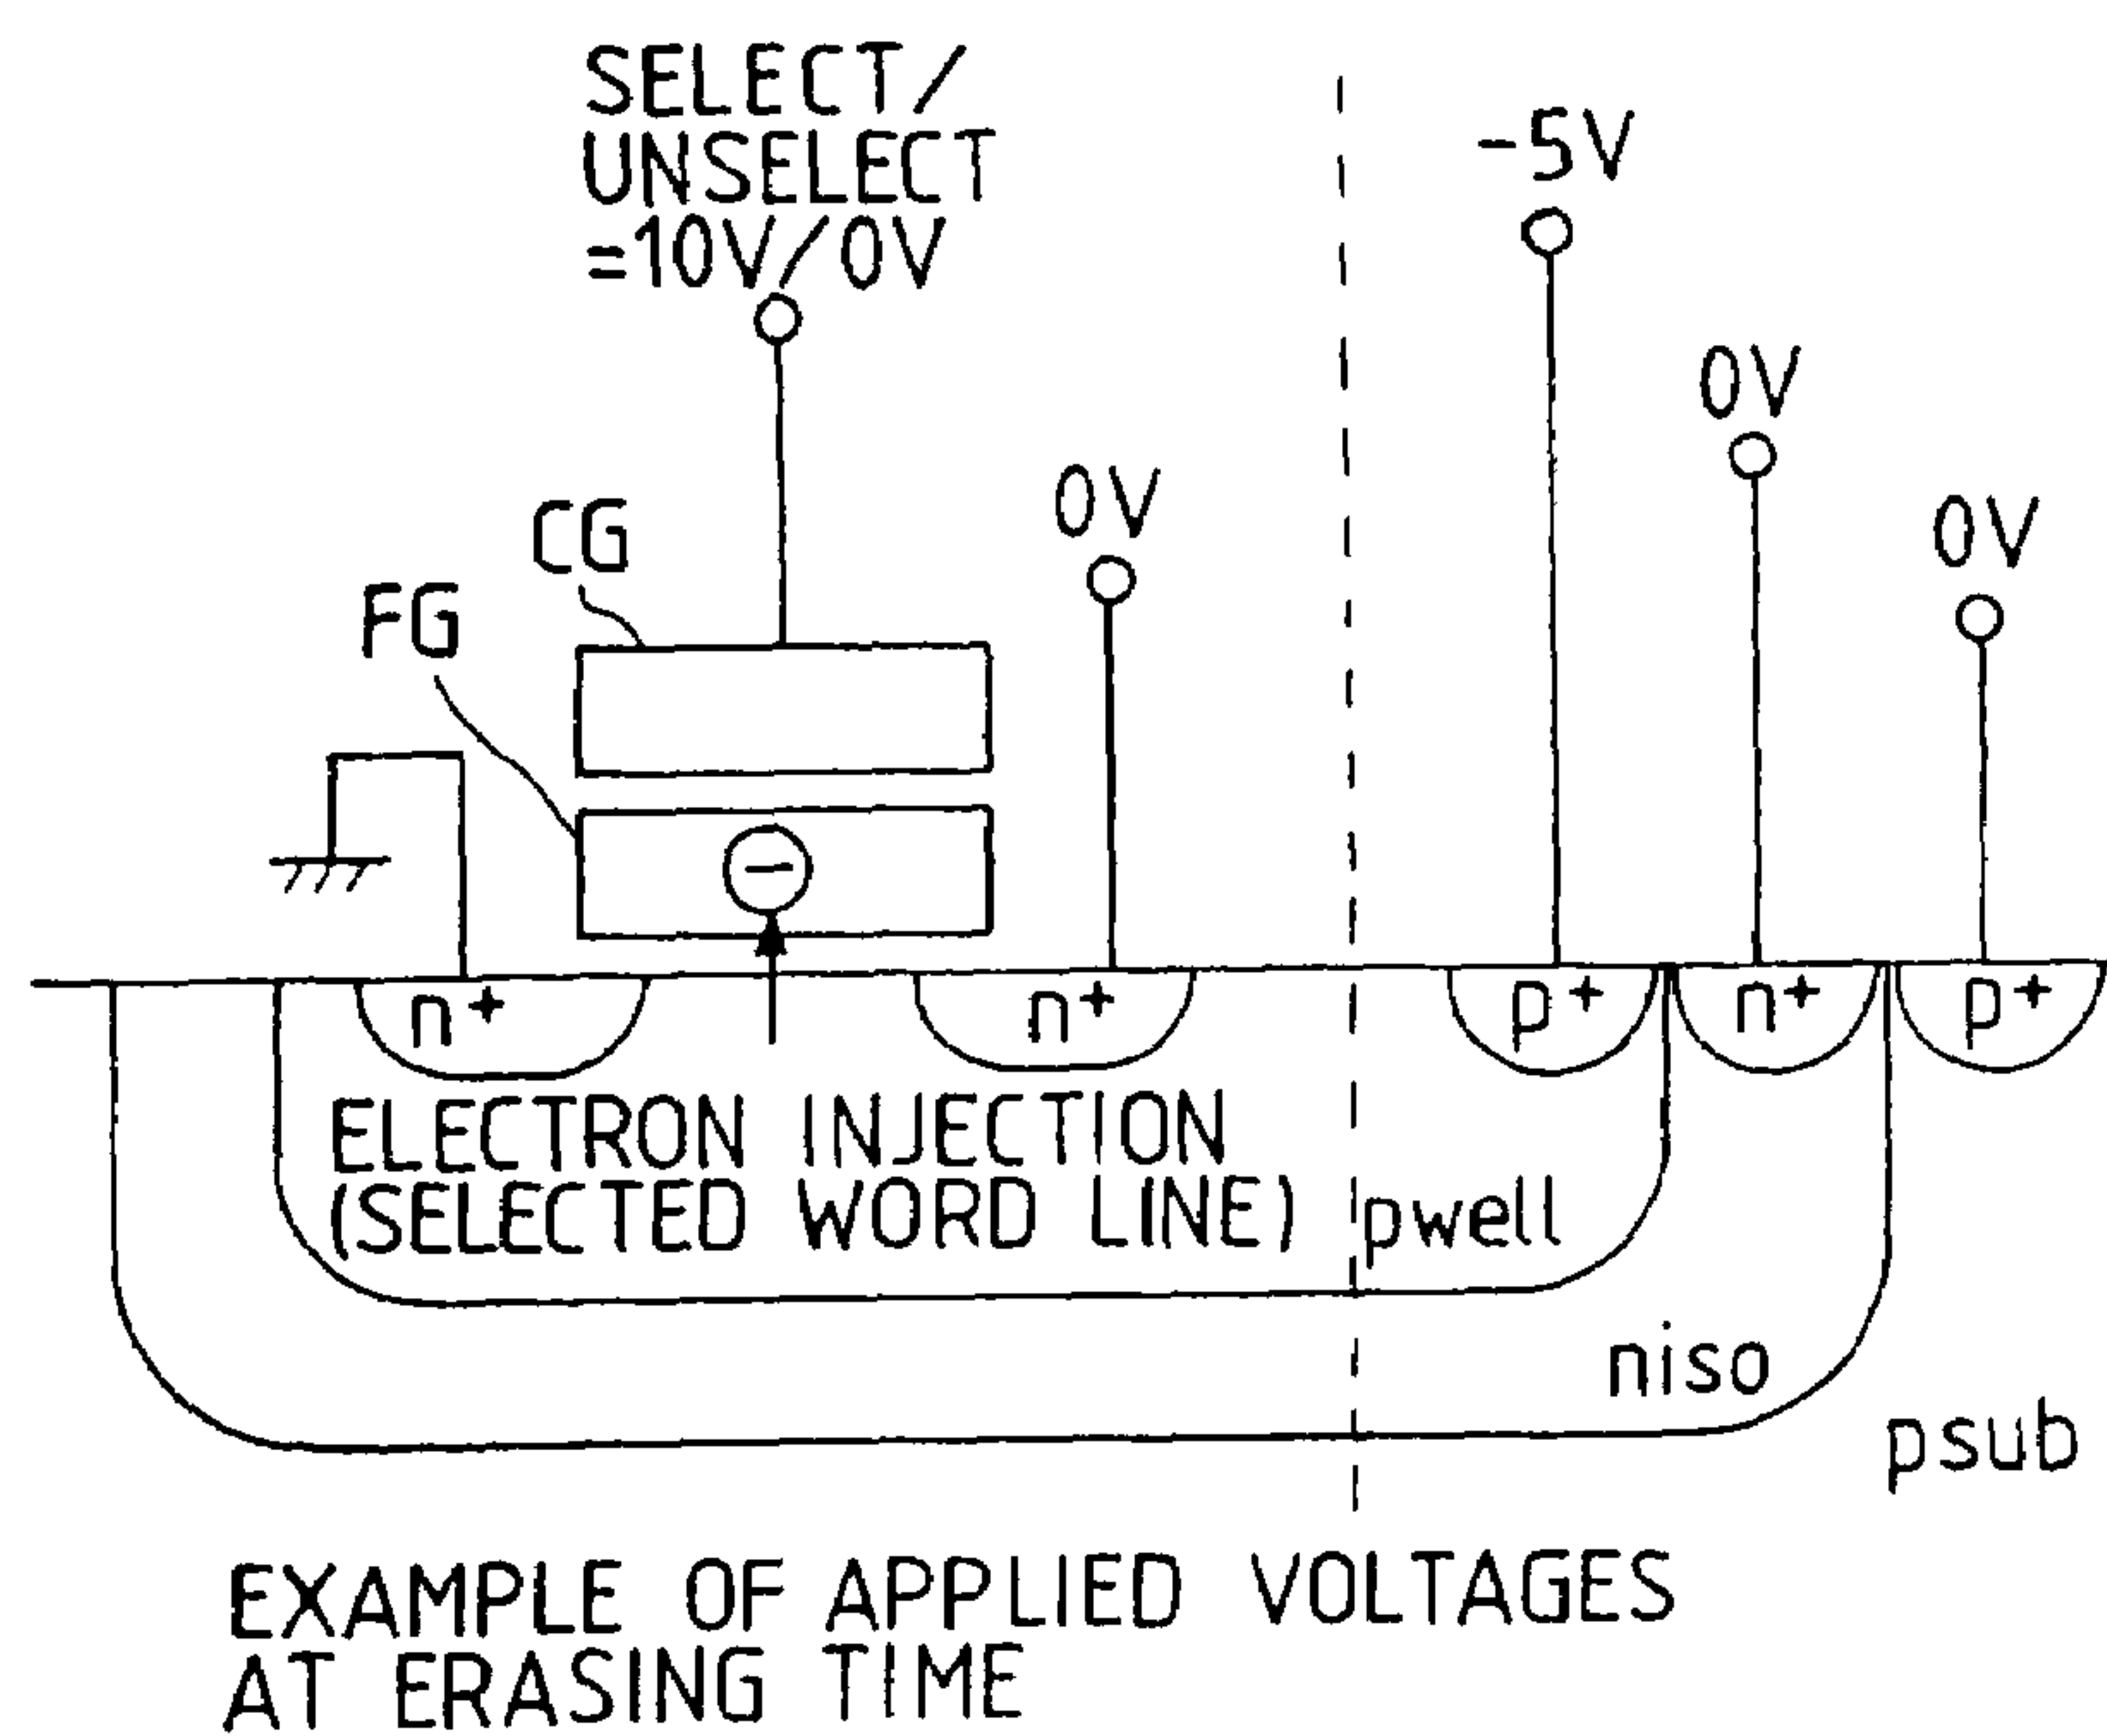 SELECT/
UNSELECT
=10V/0V
-5V
0V
0V
0V
CG
FG
n+
n+
p+
n+
p+
ELECTRON INJECTION
(SELECTED WORD LINE)
pwell
niso
psub
EXAMPLE OF APPLIED VOLTAGES
AT ERASING TIME